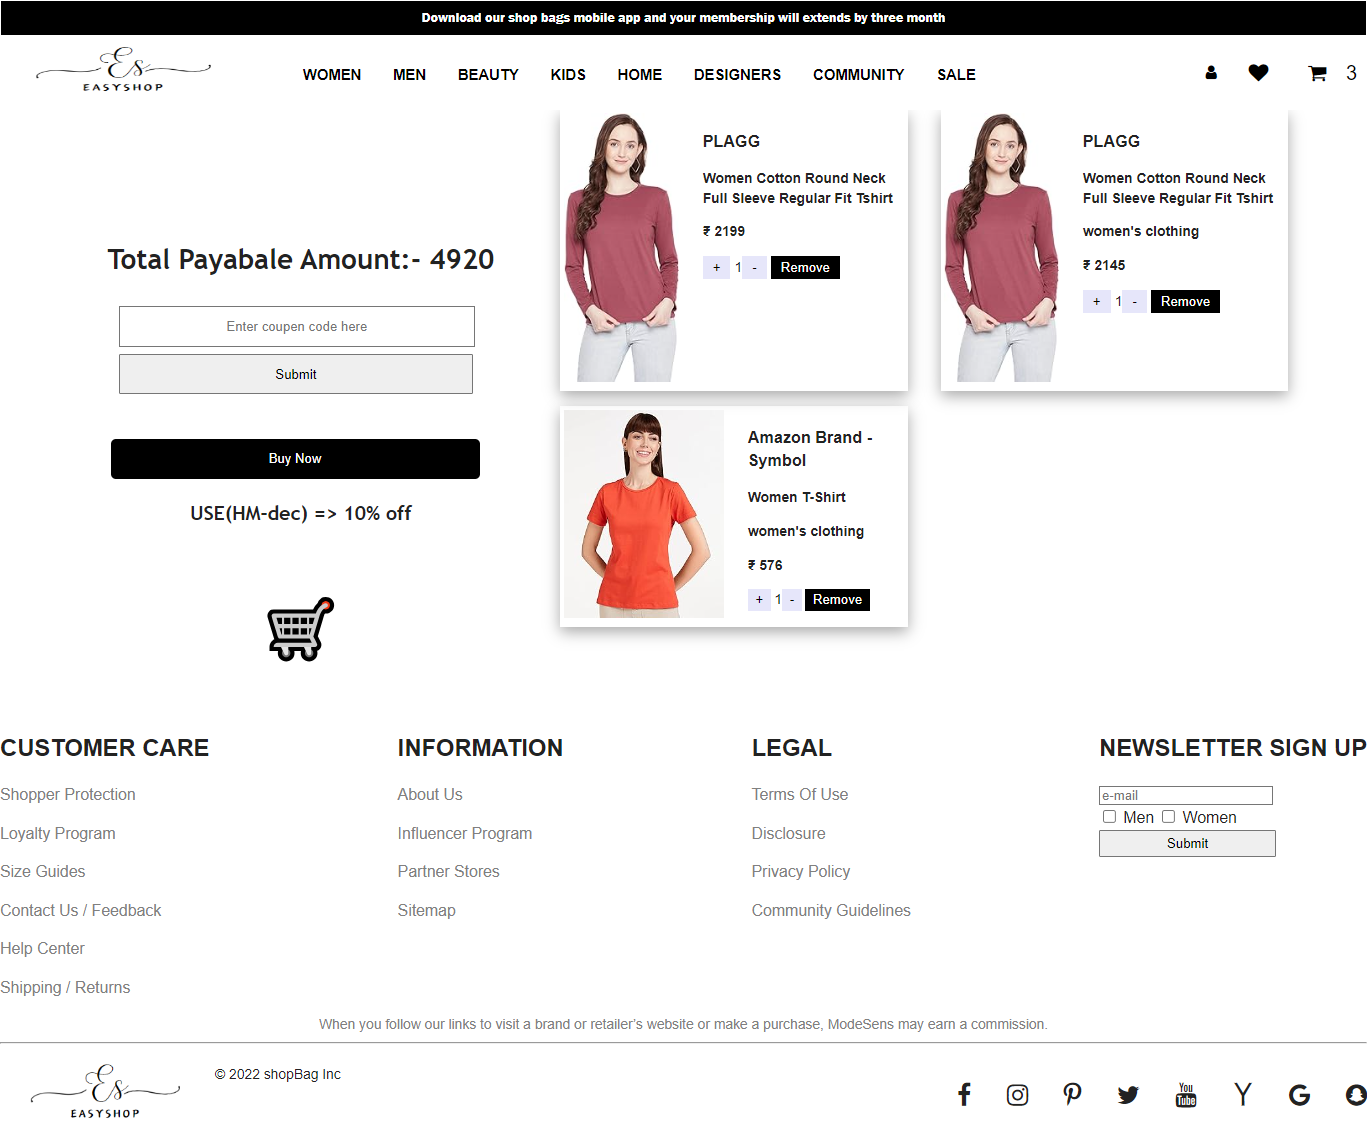 Download our shop bags mobile app and your membership will extends by three month
Es
EASYSHOP
WOMEN MEN BEAUTY KIDS HOME DESIGNERS COMMUNITY SALE
3
Total Payabale Amount:- 4920
Enter coupen code here
Submit
Buy Now
USE(HM-dec) => 10% off
PLAGG
Women Cotton Round Neck
Full Sleeve Regular Fit Tshirt
₹ 2199
+ 1 - Remove
PLAGG
Women Cotton Round Neck
Full Sleeve Regular Fit Tshirt
women's clothing
₹ 2145
+ 1 - Remove
Amazon Brand -
Symbol
Women T-Shirt
women's clothing
₹ 576
+ 1 - Remove
CUSTOMER CARE
Shopper Protection
Loyalty Program
Size Guides
Contact Us / Feedback
Help Center
Shipping / Returns
INFORMATION
About Us
Influencer Program
Partner Stores
Sitemap
LEGAL
Terms Of Use
Disclosure
Privacy Policy
Community Guidelines
NEWSLETTER SIGN UP
e-mail
Men Women
Submit
When you follow our links to visit a brand or retailer's website or make a purchase, ModeSens may earn a commission.
Es
EASYSHOP
© 2022 shopBag Inc
You
Tube